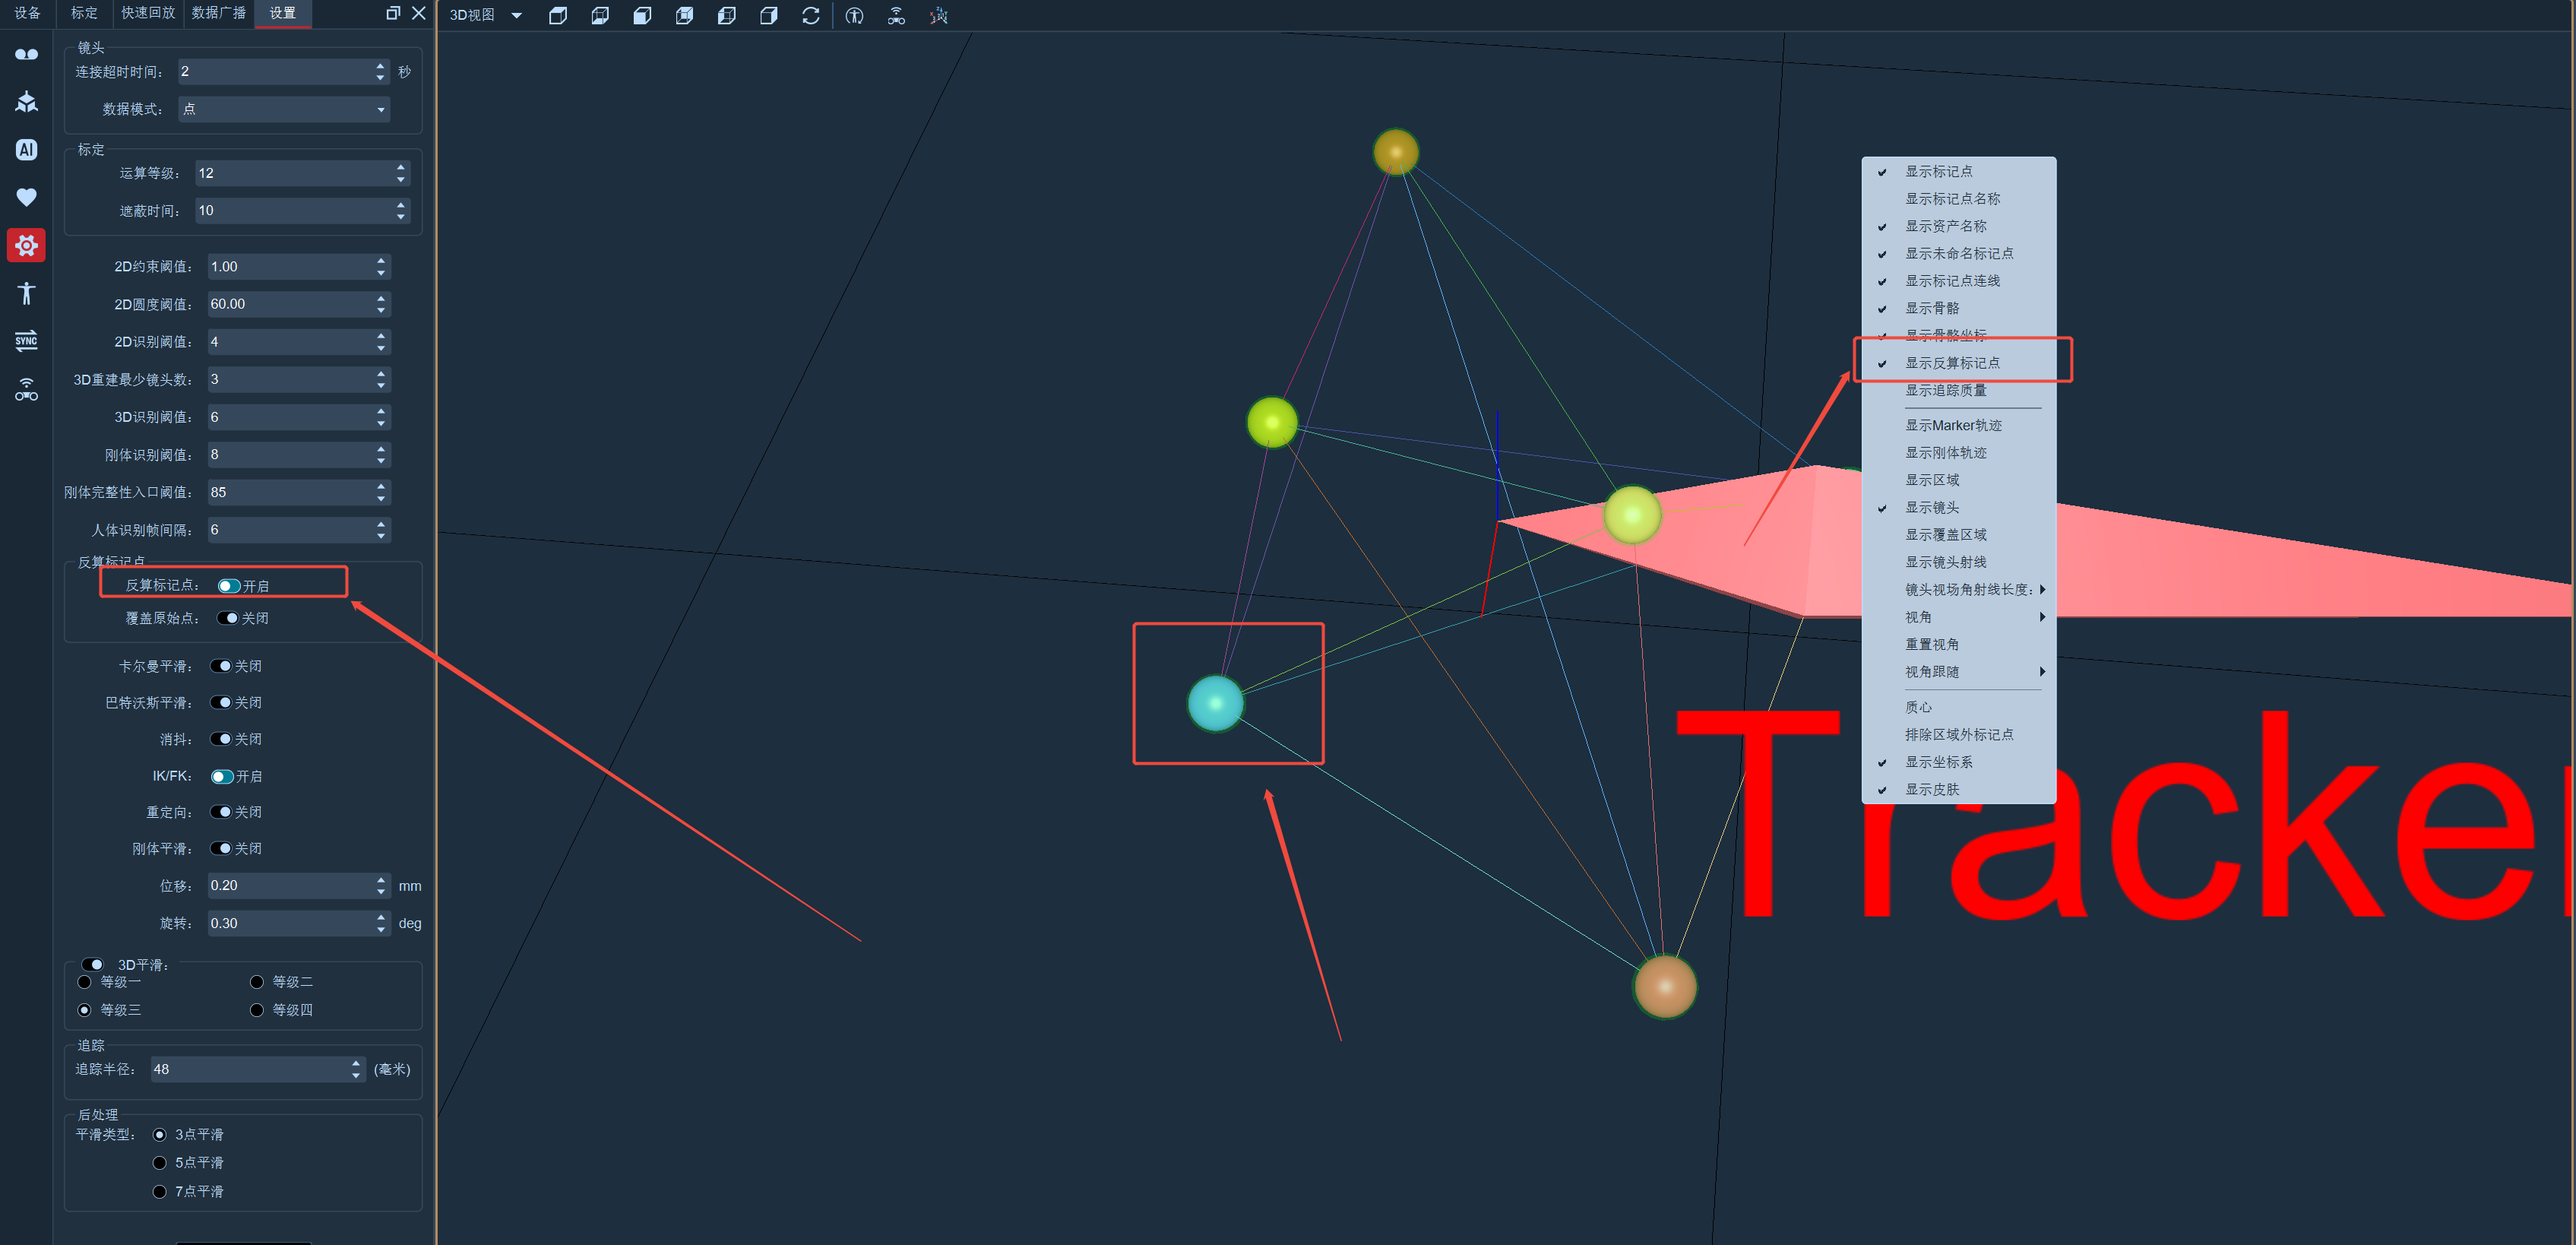 设备 标定 快速回放 数据广播 设置
3D视图
镜头
连接超时时间： 2 秒
数据模式： 点
标定
运算等级： 12
遮蔽时间： 10
2D约束阈值： 1.00
2D圆度阈值： 60.00
2D识别阈值： 4
3D重建最少镜头数： 3
3D识别阈值： 6
刚体识别阈值： 8
刚体完整性入口阈值： 85
人体识别帧间隔： 6
反算标记点
反算标记点： 开启
覆盖原始点： 关闭
卡尔曼平滑： 关闭
巴特沃斯平滑： 关闭
消抖： 关闭
IK/FK： 开启
重定向： 关闭
刚体平滑： 关闭
位移： 0.20 mm
旋转： 0.30 deg
3D平滑：
等级一 等级二
等级三 等级四
追踪
追踪半径： 48 (毫米)
后处理
平滑类型： 3点平滑
5点平滑
7点平滑
AI
SYNC
显示标记点
显示标记点名称
显示资产名称
显示未命名标记点
显示标记点连线
显示骨骼
显示骨骼坐标
显示反算标记点
显示追踪质量
显示Marker轨迹
显示刚体轨迹
显示区域
显示镜头
显示覆盖区域
显示镜头射线
镜头视场角射线长度：
视角
重置视角
视角跟随
质心
排除区域外标记点
显示坐标系
显示皮肤
Tracker